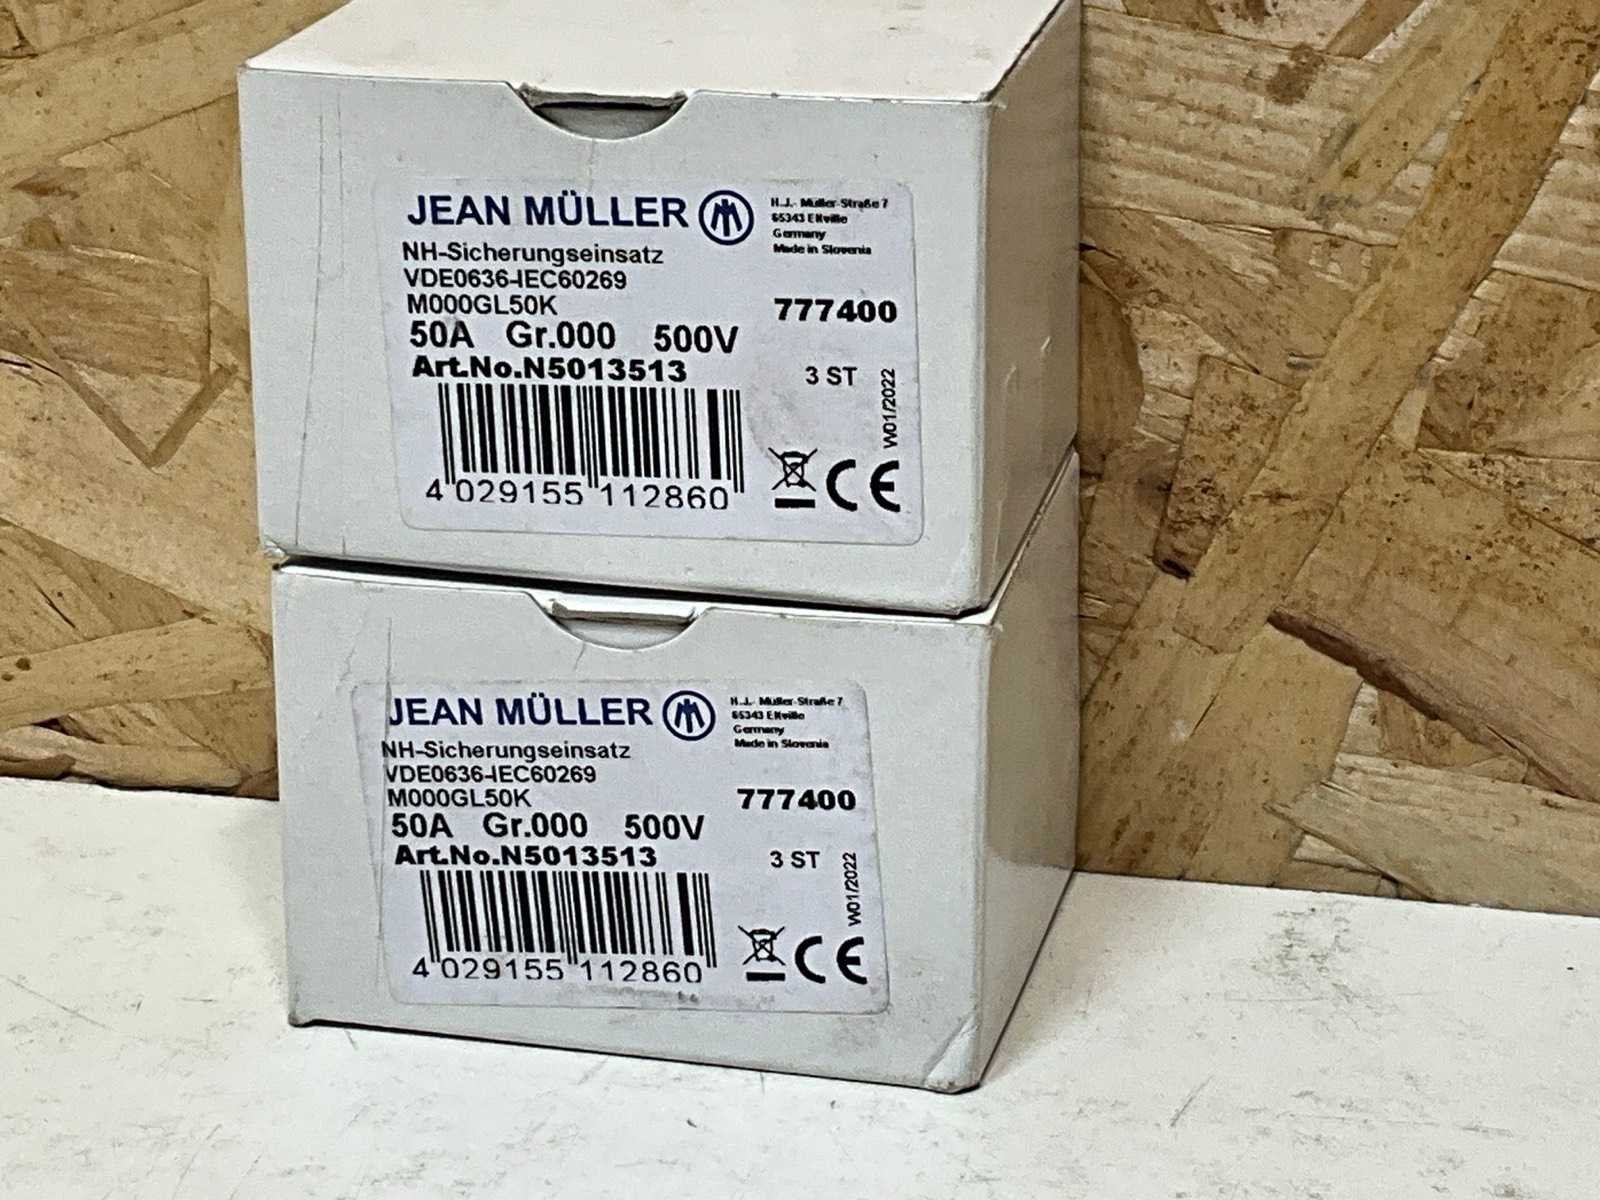 JEAN MÜLLER
H.J.- Müller-Straße 7
65343 Eltville
Germany
Made in Slovenia
NH-Sicherungseinsatz
VDE0636-IEC60269
M000GL50K
777400
50A Gr.000 500V
Art.No.N5013513
3 ST
W01/2022
4 029155 112860
CE
JEAN MÜLLER
H.J.- Müller-Straße 7
65343 Eltville
Germany
Made in Slovenia
NH-Sicherungseinsatz
VDE0636-IEC60269
M000GL50K
777400
50A Gr.000 500V
Art.No.N5013513
3 ST
W01/2022
4 029155 112860
CE